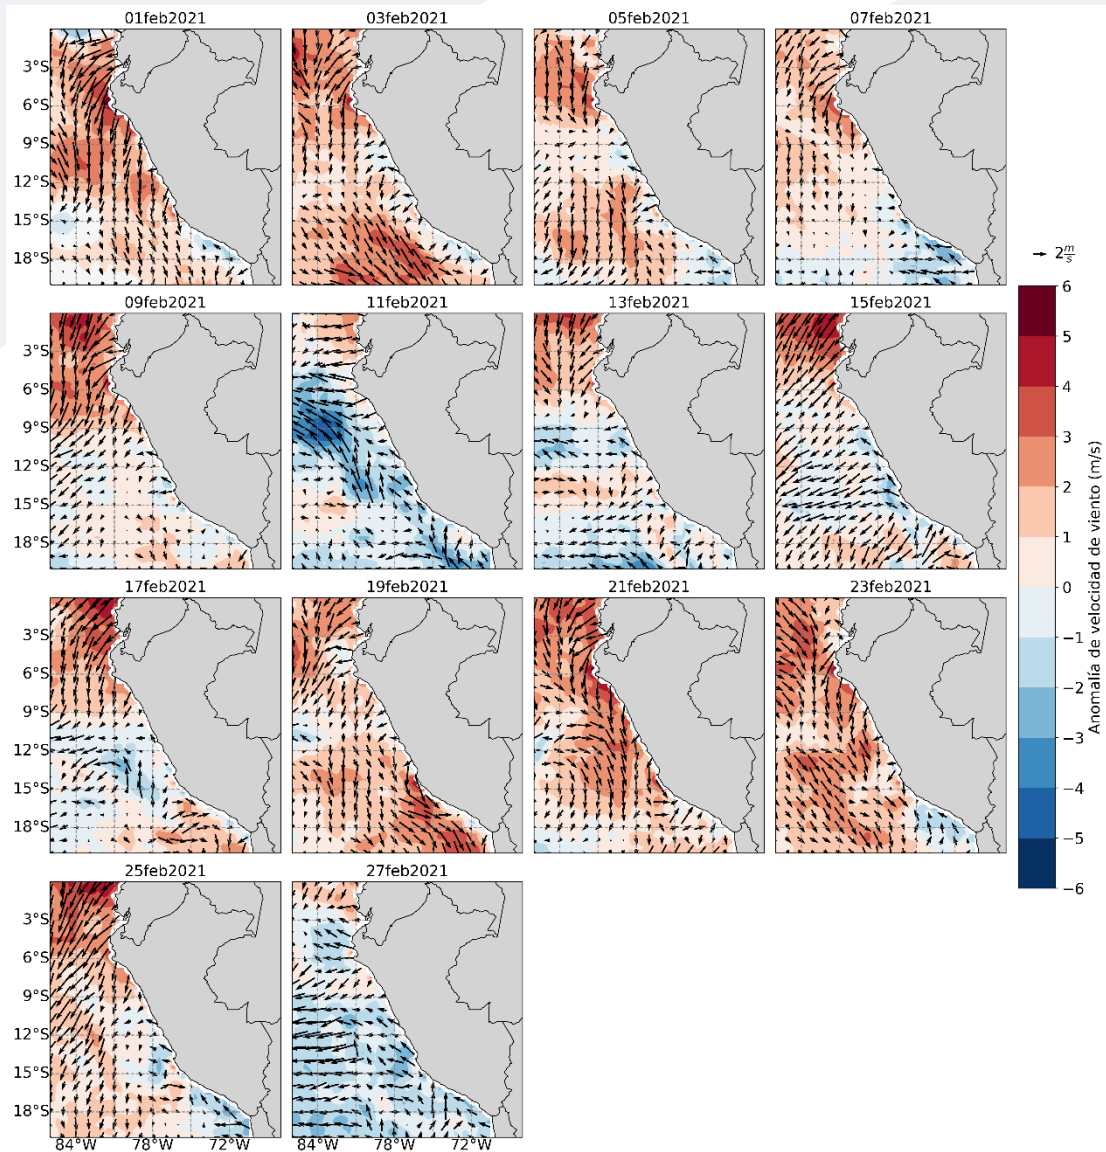 01feb2021 03feb2021 05feb2021 07feb2021
3°S
6°S
9°S
12°S
15°S
18°S
2 m/s
09feb2021 11feb2021 13feb2021 15feb2021
3°S
6°S
9°S
12°S
15°S
18°S
17feb2021 19feb2021 21feb2021 23feb2021
3°S
6°S
9°S
12°S
15°S
18°S
25feb2021 27feb2021
3°S
6°S
9°S
12°S
15°S
18°S
84°W 78°W 72°W 84°W 78°W 72°W
6
5
4
3
2
1
0
−1
−2
−3
−4
−5
−6
Anomalía de velocidad de viento (m/s)